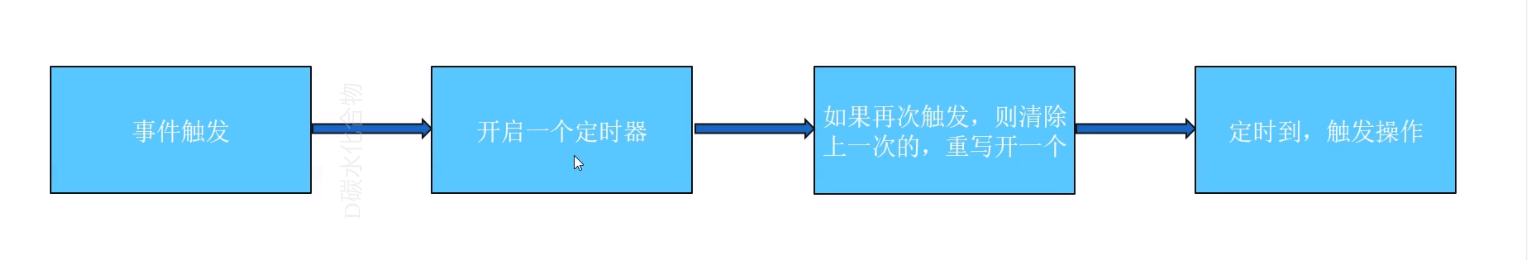 事件触发
开启一个定时器
如果再次触发，则清除
上一次的，重写开一个
定时到，触发操作
D碳水化合物